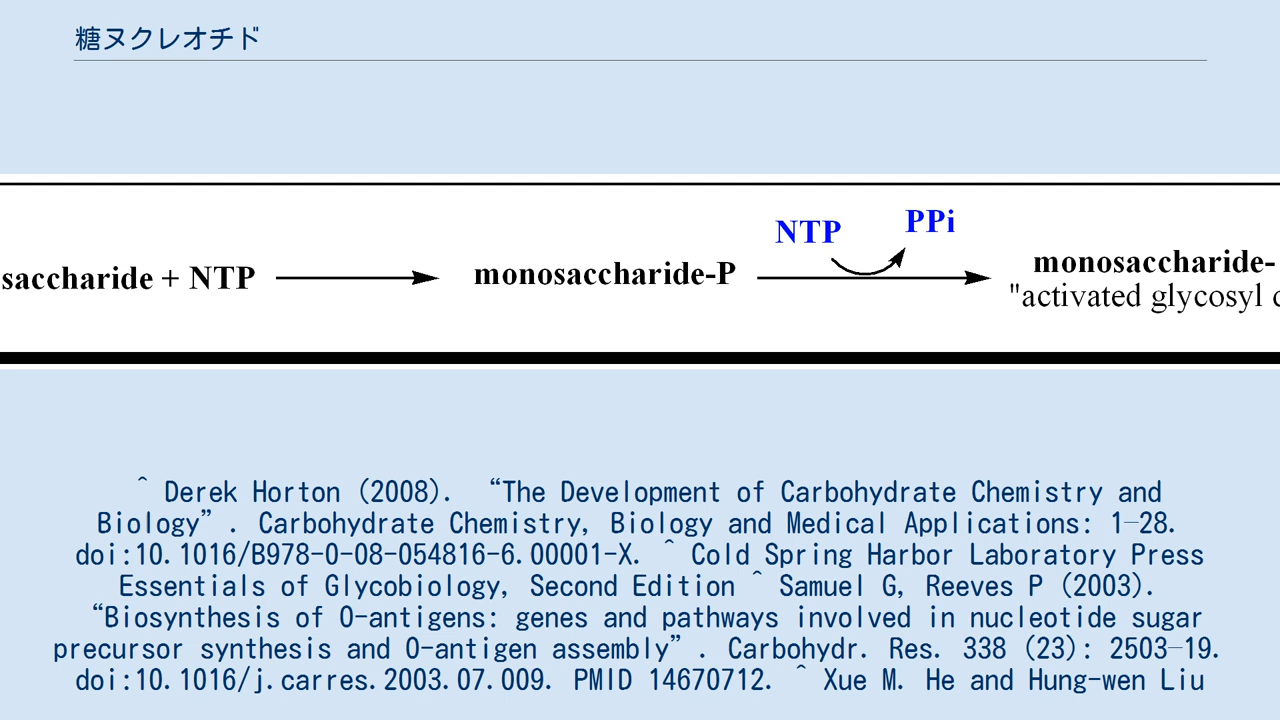 糖ヌクレオチド
NTP PPi
saccharide + NTP monosaccharide-P monosaccharide-
"activated glycosyl
^ Derek Horton (2008). “The Development of Carbohydrate Chemistry and
Biology”. Carbohydrate Chemistry, Biology and Medical Applications: 1–28.
doi:10.1016/B978-0-08-054816-6.00001-X. ^ Cold Spring Harbor Laboratory Press
Essentials of Glycobiology, Second Edition ^ Samuel G, Reeves P (2003).
“Biosynthesis of O-antigens: genes and pathways involved in nucleotide sugar
precursor synthesis and O-antigen assembly”. Carbohydr. Res. 338 (23): 2503–19.
doi:10.1016/j.carres.2003.07.009. PMID 14670712. ^ Xue M. He and Hung-wen Liu